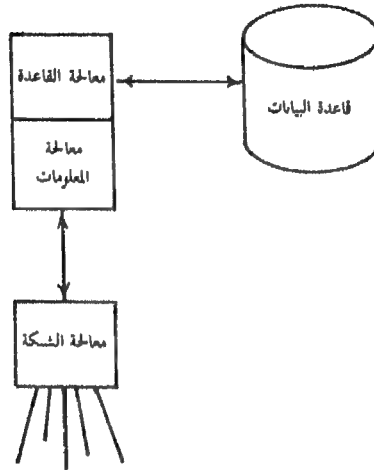 معالجة القاعدة
قاعدة البيانات
معالجة
المعلومات
معالجة الشبكة